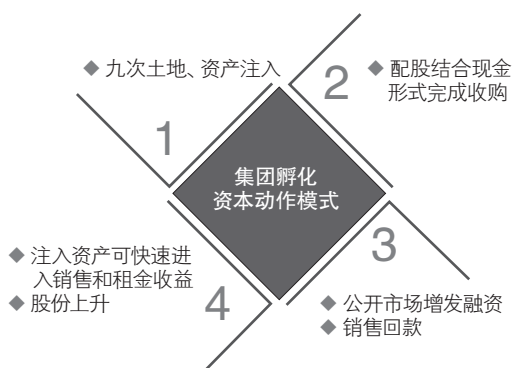 ◆ 九次土地、资产注入
1
2
◆ 配股结合现金
形式完成收购
集团孵化
资本动作模式
3
◆ 公开市场增发融资
◆ 销售回款
4
◆ 注入资产可快速进
入销售和租金收益
◆ 股份上升